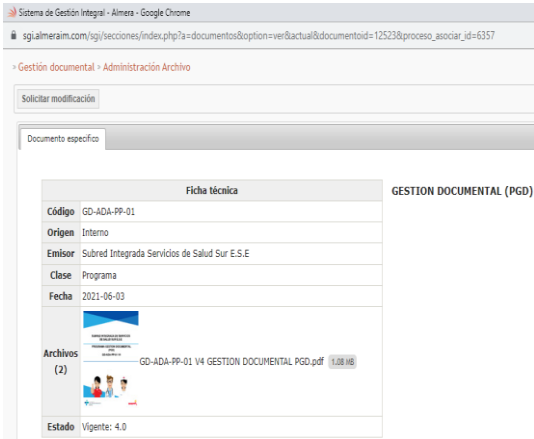 Sistema de Gestión Integral - Almera - Google Chrome
sgi.almeraim.com/sgi/secciones/index.php?a=documentos&option=ver&actual&documentoid=12523&proceso_asociar_id=6357
» Gestión documental > Administración Archivo
Solicitar modificación
Documento especifico
Ficha técnica
GESTION DOCUMENTAL (PGD)
Código GD-ADA-PP-01
Origen Interno
Emisor Subred Integrada Servicios de Salud Sur E.S.E
Clase Programa
Fecha 2021-06-03
Archivos (2) GD-ADA-PP-01 V4 GESTION DOCUMENTAL PGD.pdf 1.08 MB
Estado Vigente: 4.0